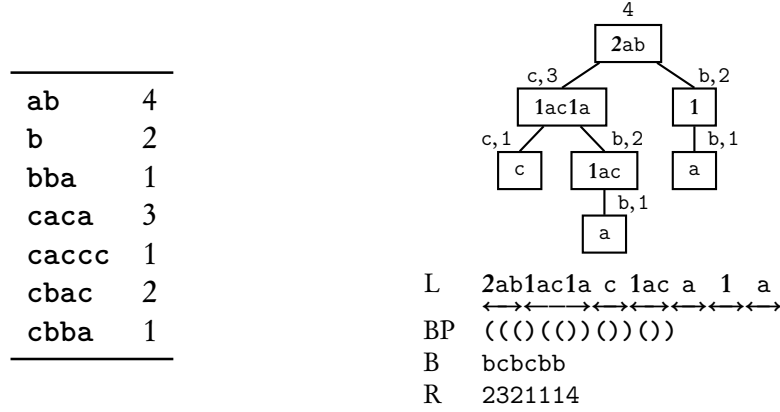 ab 4
b 2
bba 1
caca 3
caccc 1
cbac 2
cbba 1
4
2ab
c,3 b,2
1ac1a 1
c,1 b,2 b,1
c 1ac a
b,1
a
L 2ab1ac1a c 1ac a 1 a
BP ((()(())())())
B bcbcbb
R 2321114